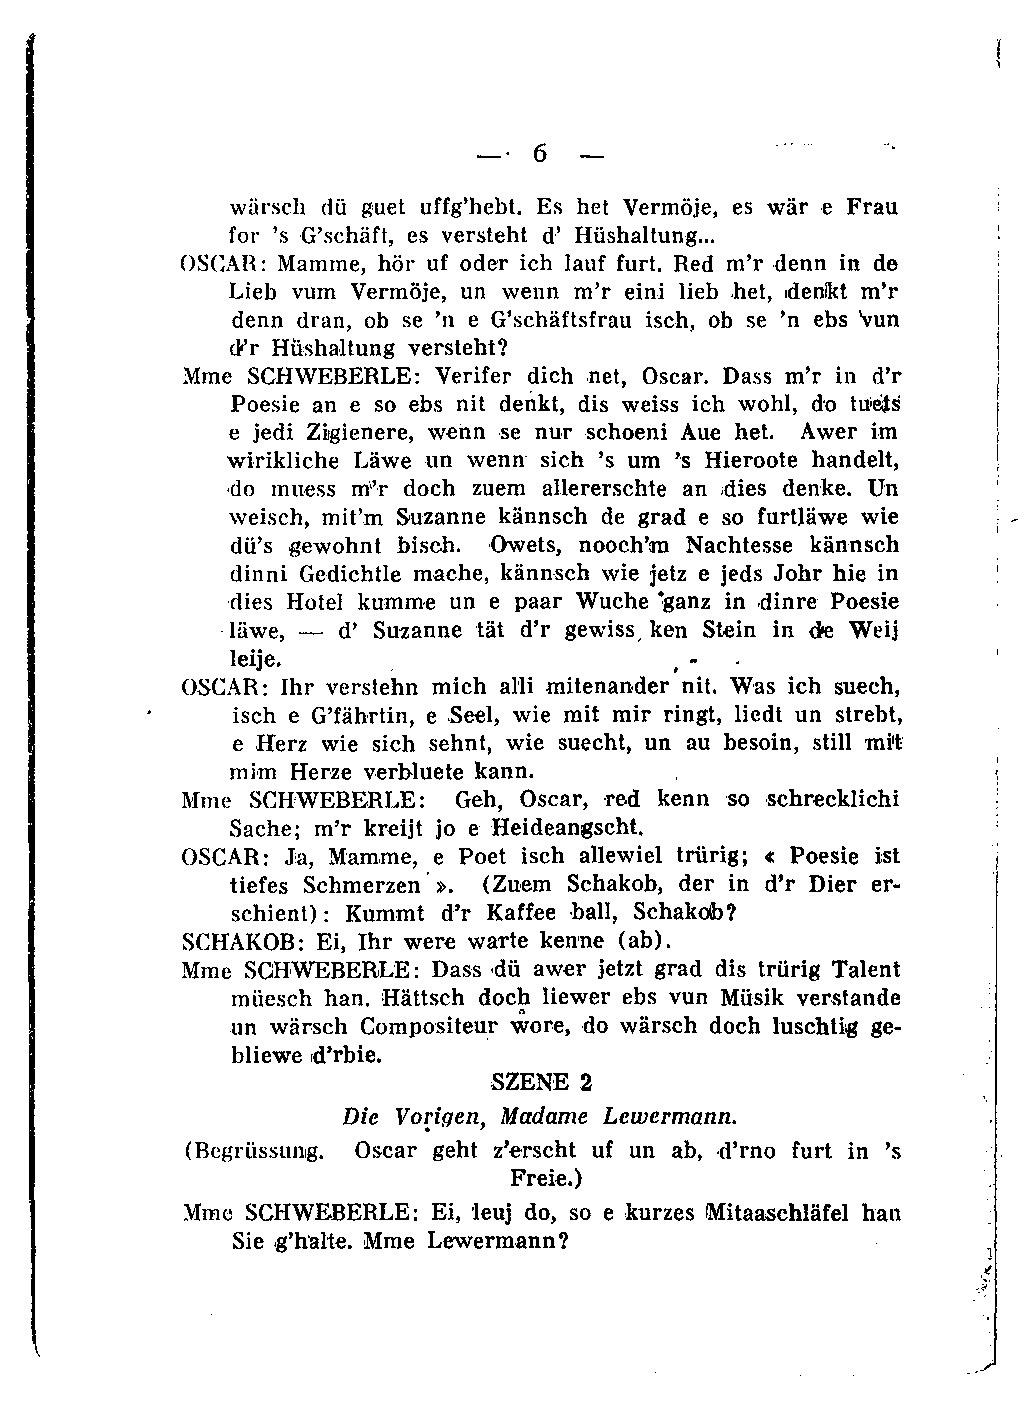 — 6 —
wärsch dü guet uffg'hebt. Es het Vermöje, es wär e Frau
for 's G'schäft, es versteht d' Hüshaltung...
OSCAR: Mamme, hör uf oder ich lauf furt. Red m'r denn in de
Lieb vum Vermöje, un wenn m'r eini lieb het, denkt m'r
denn dran, ob se 'n e G'schäftsfrau isch, ob se 'n ebs vun
d'r Hüshaltung versteht?
Mme SCHWEBERLE: Verifer dich net, Oscar. Dass m'r in d'r
Poesie an e so ebs nit denkt, dis weiss ich wohl, do tuets
e jedi Zigienere, wenn se nur schoeni Aue het. Awer im
wirikliche Läwe un wenn sich 's um 's Hieroote handelt,
do muess m'r doch zuem allererschte an dies denke. Un
weisch, mit'm Suzanne kännsch de grad e so furtläwe wie
dü's gewohnt bisch. Owets, nooch'm Nachtesse kännsch
dinni Gedichtle mache, kännsch wie jetz e jeds Johr hie in
dies Hotel kumme un e paar Wuche ganz in dinre Poesie
läwe, — d' Suzanne tät d'r gewiss ken Stein in de Weij
leije.
OSCAR: Ihr verstehn mich alli mitenander nit. Was ich suech,
isch e G'fährtin, e Seel, wie mit mir ringt, liedt un strebt,
e Herz wie sich sehnt, wie suecht, un au besoin, still mit
mim Herze verbluete kann.
Mme SCHWEBERLE: Geh, Oscar, red kenn so schrecklichi
Sache; m'r kreijt jo e Heideangscht.
OSCAR: Ja, Mamme, e Poet isch allewiel trürig; « Poesie ist
tiefes Schmerzen ». (Zuem Schakob, der in d'r Dier er-
schient): Kummt d'r Kaffee ball, Schakob?
SCHAKOB: Ei, Ihr were warte kenne (ab).
Mme SCHWEBERLE: Dass dü awer jetzt grad dis trürig Talent
müesch han. Hättsch doch liewer ebs vun Müsik verstande
un wärsch Compositeur wore, do wärsch doch luschtig ge-
bliewe d'rbie.
SZENE 2
Die Vorigen, Madame Lewermann.
(Begrüssung. Oscar geht z'erscht uf un ab, d'rno furt in 's
Freie.)
Mme SCHWEBERLE: Ei, leuj do, so e kurzes Mitaaschläfel han
Sie g'halte. Mme Lewermann?